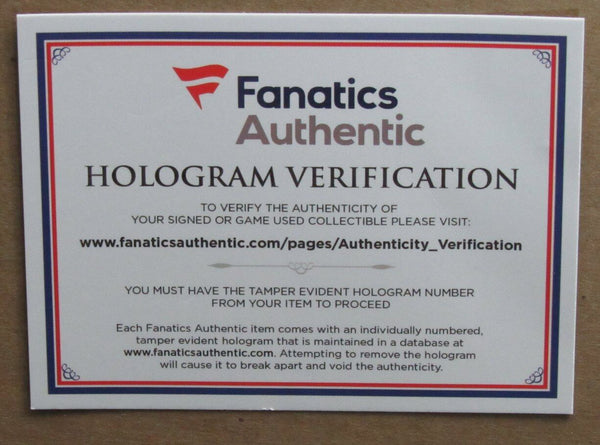 Fanatics
Authentic
HOLOGRAM VERIFICATION
TO VERIFY THE AUTHENTICITY OF
YOUR SIGNED OR GAME USED COLLECTIBLE PLEASE VISIT:
www.fanaticsauthentic.com/pages/Authenticity_Verification
YOU MUST HAVE THE TAMPER EVIDENT HOLOGRAM NUMBER
FROM YOUR ITEM TO PROCEED
Each Fanatics Authentic item comes with an individually numbered,
tamper evident hologram that is maintained in a database at
www.fanaticsauthentic.com. Attempting to remove the hologram
will cause it to break apart and void the authenticity.